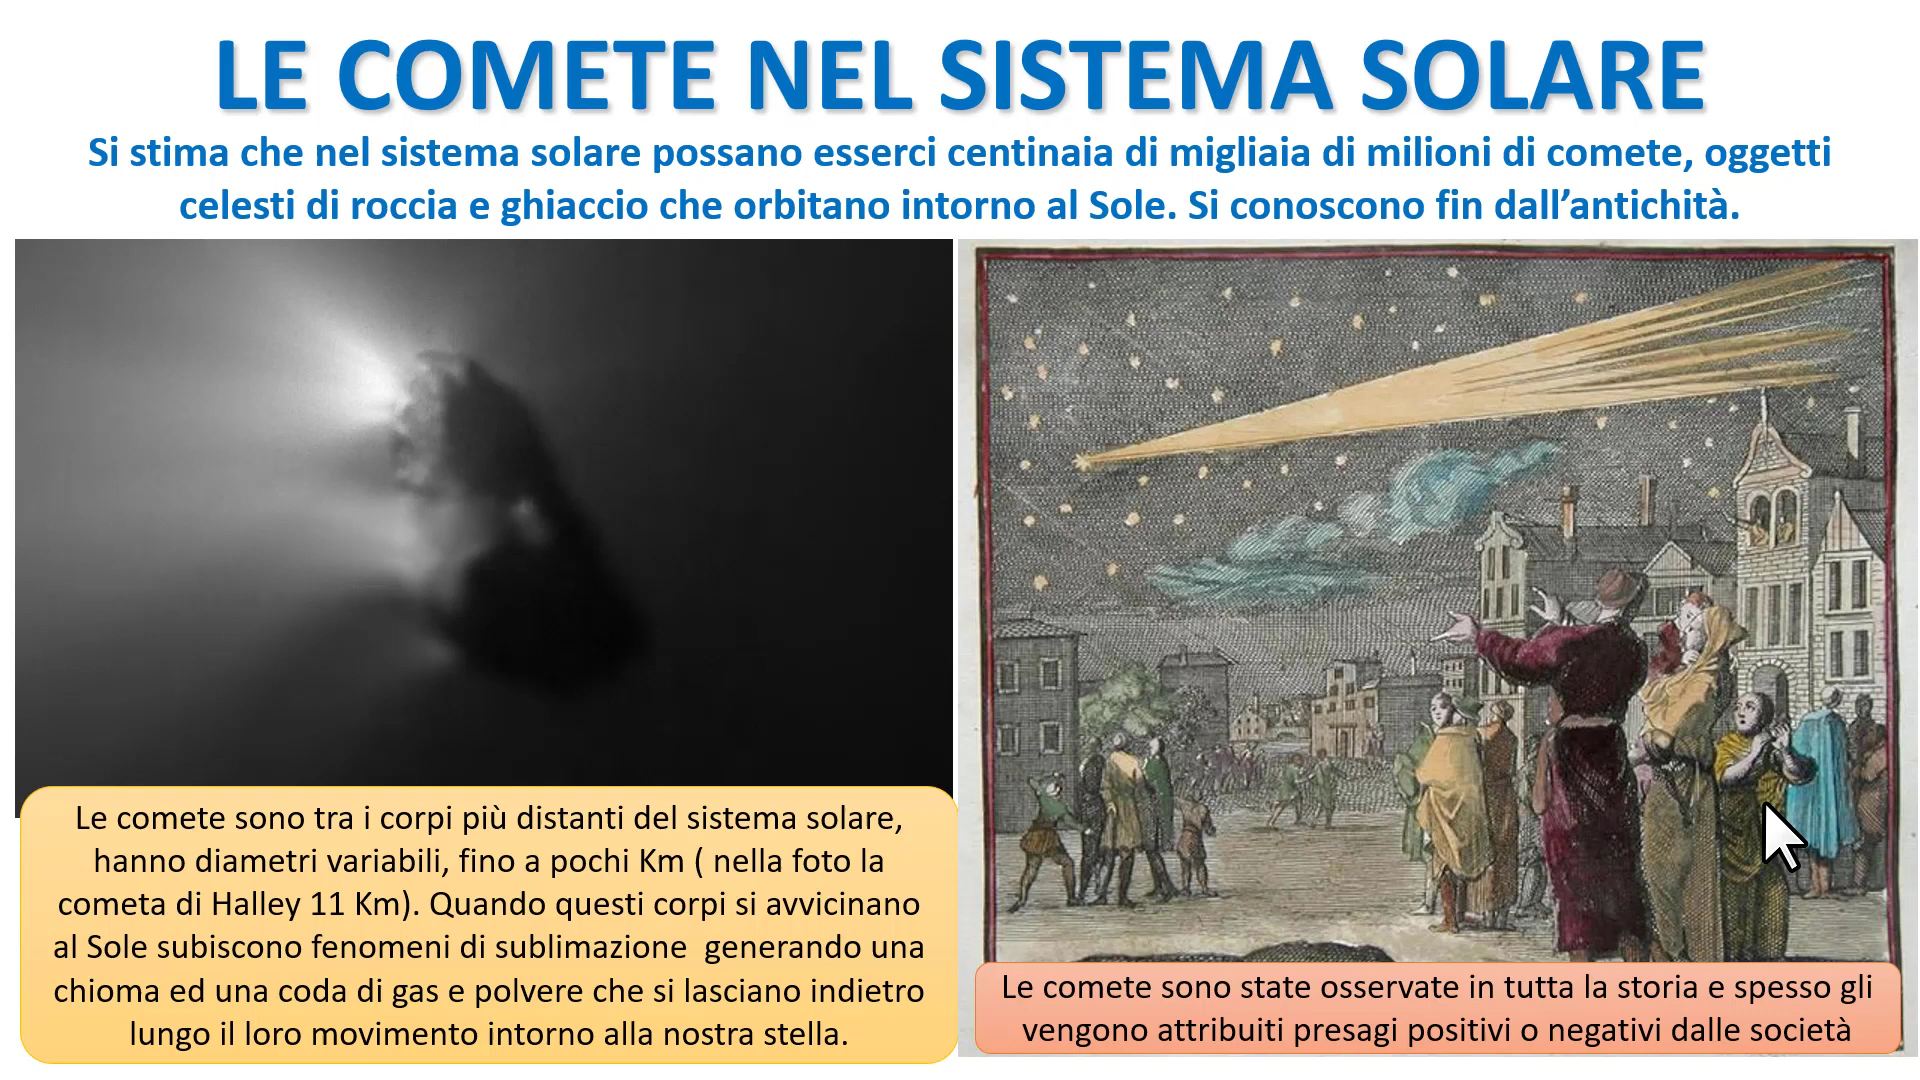 LE COMETE NEL SISTEMA SOLARE
Si stima che nel sistema solare possano esserci centinaia di migliaia di milioni di comete, oggetti
celesti di roccia e ghiaccio che orbitano intorno al Sole. Si conoscono fin dall’antichità.
Le comete sono tra i corpi più distanti del sistema solare,
hanno diametri variabili, fino a pochi Km ( nella foto la
cometa di Halley 11 Km). Quando questi corpi si avvicinano
al Sole subiscono fenomeni di sublimazione  generando una
chioma ed una coda di gas e polvere che si lasciano indietro
lungo il loro movimento intorno alla nostra stella.
Le comete sono state osservate in tutta la storia e spesso gli
vengono attribuiti presagi positivi o negativi dalle società